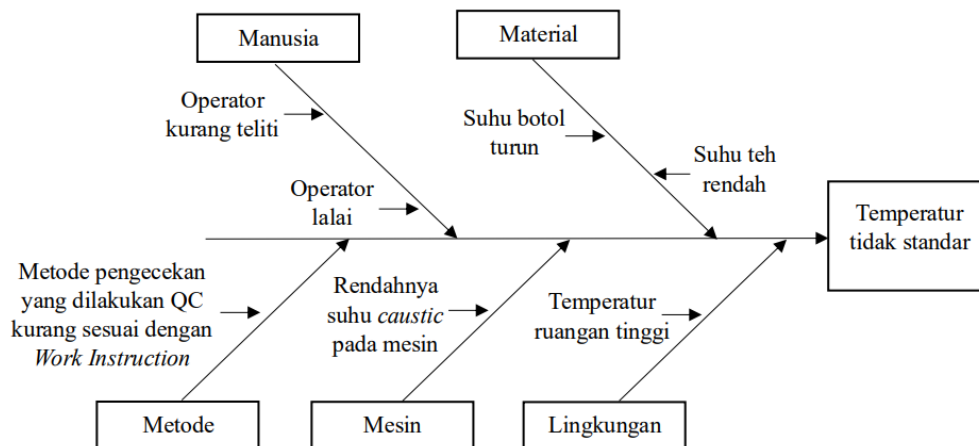 Manusia
Material
Operator
kurang teliti
Suhu botol
turun
Suhu teh
rendah
Operator
lalai
Temperatur
tidak standar
Metode pengecekan
yang dilakukan QC
kurang sesuai dengan
Work Instruction
Rendahnya
suhu caustic
pada mesin
Temperatur
ruangan tinggi
Metode
Mesin
Lingkungan